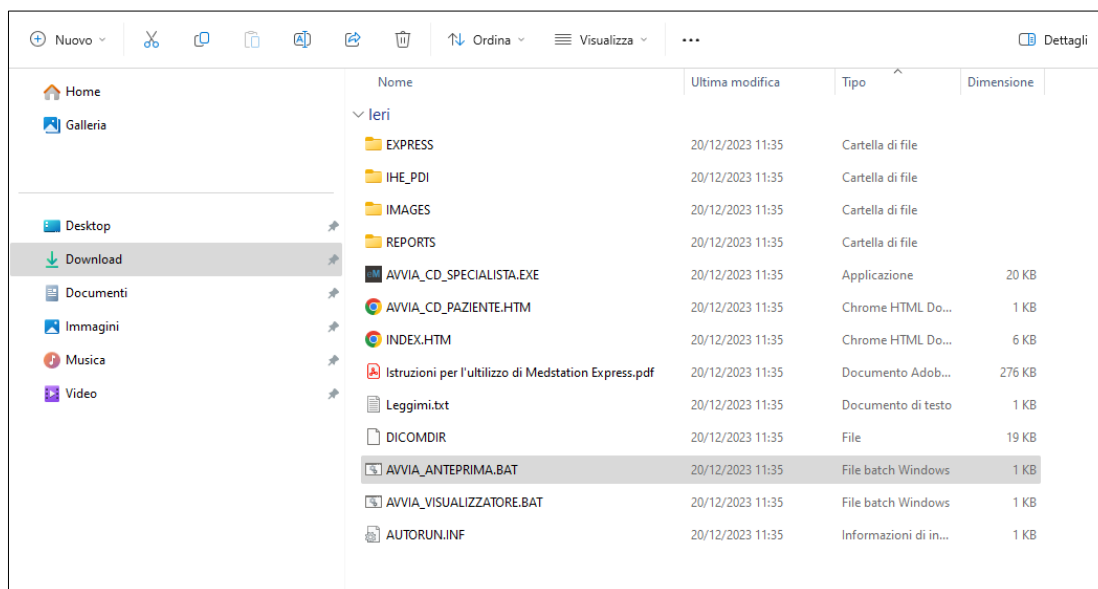 Nuovo Ordina Visualizza ... Dettagli
Home
Galleria
Desktop
Download
Documenti
Immagini
Musica
Video
Nome Ultima modifica Tipo Dimensione
Ieri
EXPRESS 20/12/2023 11:35 Cartella di file
IHE_PDI 20/12/2023 11:35 Cartella di file
IMAGES 20/12/2023 11:35 Cartella di file
REPORTS 20/12/2023 11:35 Cartella di file
eM AVVIA_CD_SPECIALISTA.EXE 20/12/2023 11:35 Applicazione 20 KB
AVVIA_CD_PAZIENTE.HTM 20/12/2023 11:35 Chrome HTML Do... 1 KB
INDEX.HTM 20/12/2023 11:35 Chrome HTML Do... 6 KB
Istruzioni per l'ultilizzo di Medstation Express.pdf 20/12/2023 11:35 Documento Adob... 276 KB
Leggimi.txt 20/12/2023 11:35 Documento di testo 1 KB
DICOMDIR 20/12/2023 11:35 File 19 KB
AVVIA_ANTEPRIMA.BAT 20/12/2023 11:35 File batch Windows 1 KB
AVVIA_VISUALIZZATORE.BAT 20/12/2023 11:35 File batch Windows 1 KB
AUTORUN.INF 20/12/2023 11:35 Informazioni di in... 1 KB